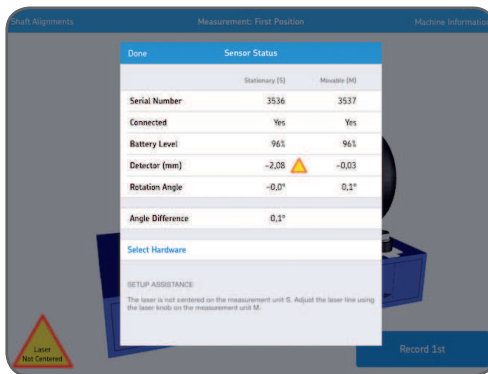 Shaft Alignments Measurement: First Position Machine Information
Done Sensor Status
Stationary (S) Movable (M)
Serial Number 3536 3537
Connected Yes Yes
Battery Level 96% 96%
Detector (mm) -2,08 -0,03
Rotation Angle -0,0° 0,1°
Angle Difference 0,1°
Select Hardware
SETUP ASSISTANCE
The laser is not centered on the measurement unit S. Adjust the laser line using
the laser knob on the measurement unit M.
Laser
Not Centered
Record 1st